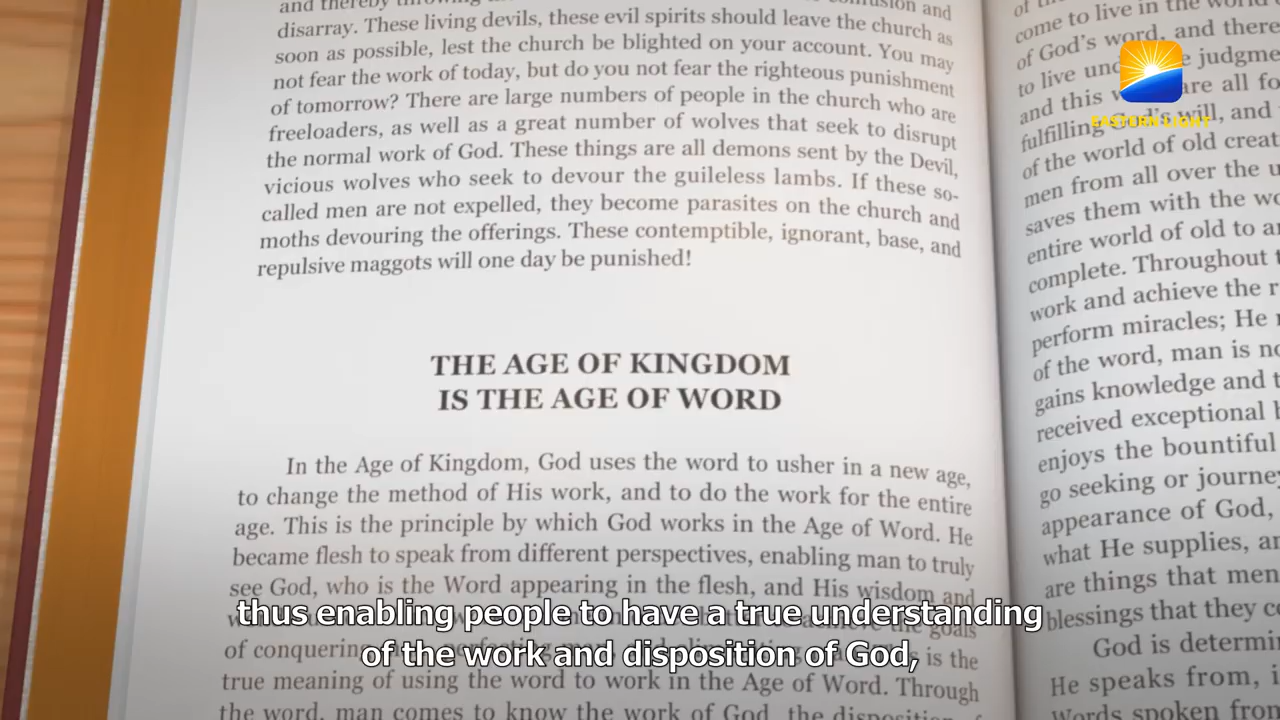 and thereby
and
disarray. These living devils, these evil spirits should leave the church as
soon as possible, lest the church be blighted on your account. You may
not fear the work of today, but do you not fear the righteous punishment
of tomorrow? There are large numbers of people in the church who are
freeloaders, as well as a great number of wolves that seek to disrupt
the normal work of God. These things are all demons sent by the Devil,
vicious wolves who seek to devour the guileless lambs. If these so-
called men are not expelled, they become parasites on the church and
moths devouring the offerings. These contemptible, ignorant, base, and
repulsive maggots will one day be punished!
THE AGE OF KINGDOM
IS THE AGE OF WORD
In the Age of Kingdom, God uses the word to usher in a new age,
to change the method of His work, and to do the work for the entire
age. This is the principle by which God works in the Age of Word. He
became flesh to speak from different perspectives, enabling man to truly
see God, who is the Word appearing in the flesh, and His wisdom and
goals
of conquering
is the
true meaning of using the word to work in the Age of Word. Through
the word, man comes to know the work of God, the
come to live in the
of God's word, and there
to live
and this
are all
fulfilling God's will, and
of the world of old
men from all over the
saves them with the
entire world of old to
complete. Throughout
work and achieve the
perform miracles; He
of the word, man is
gains knowledge and
received exceptional
enjoys the bountiful
go seeking or
appearance of God,
what He supplies,
are things that men
blessings that they
God is
He speaks from,
Words spoken from
EASTERN LIGHT
thus enabling people to have a true understanding
of the work and disposition of God,